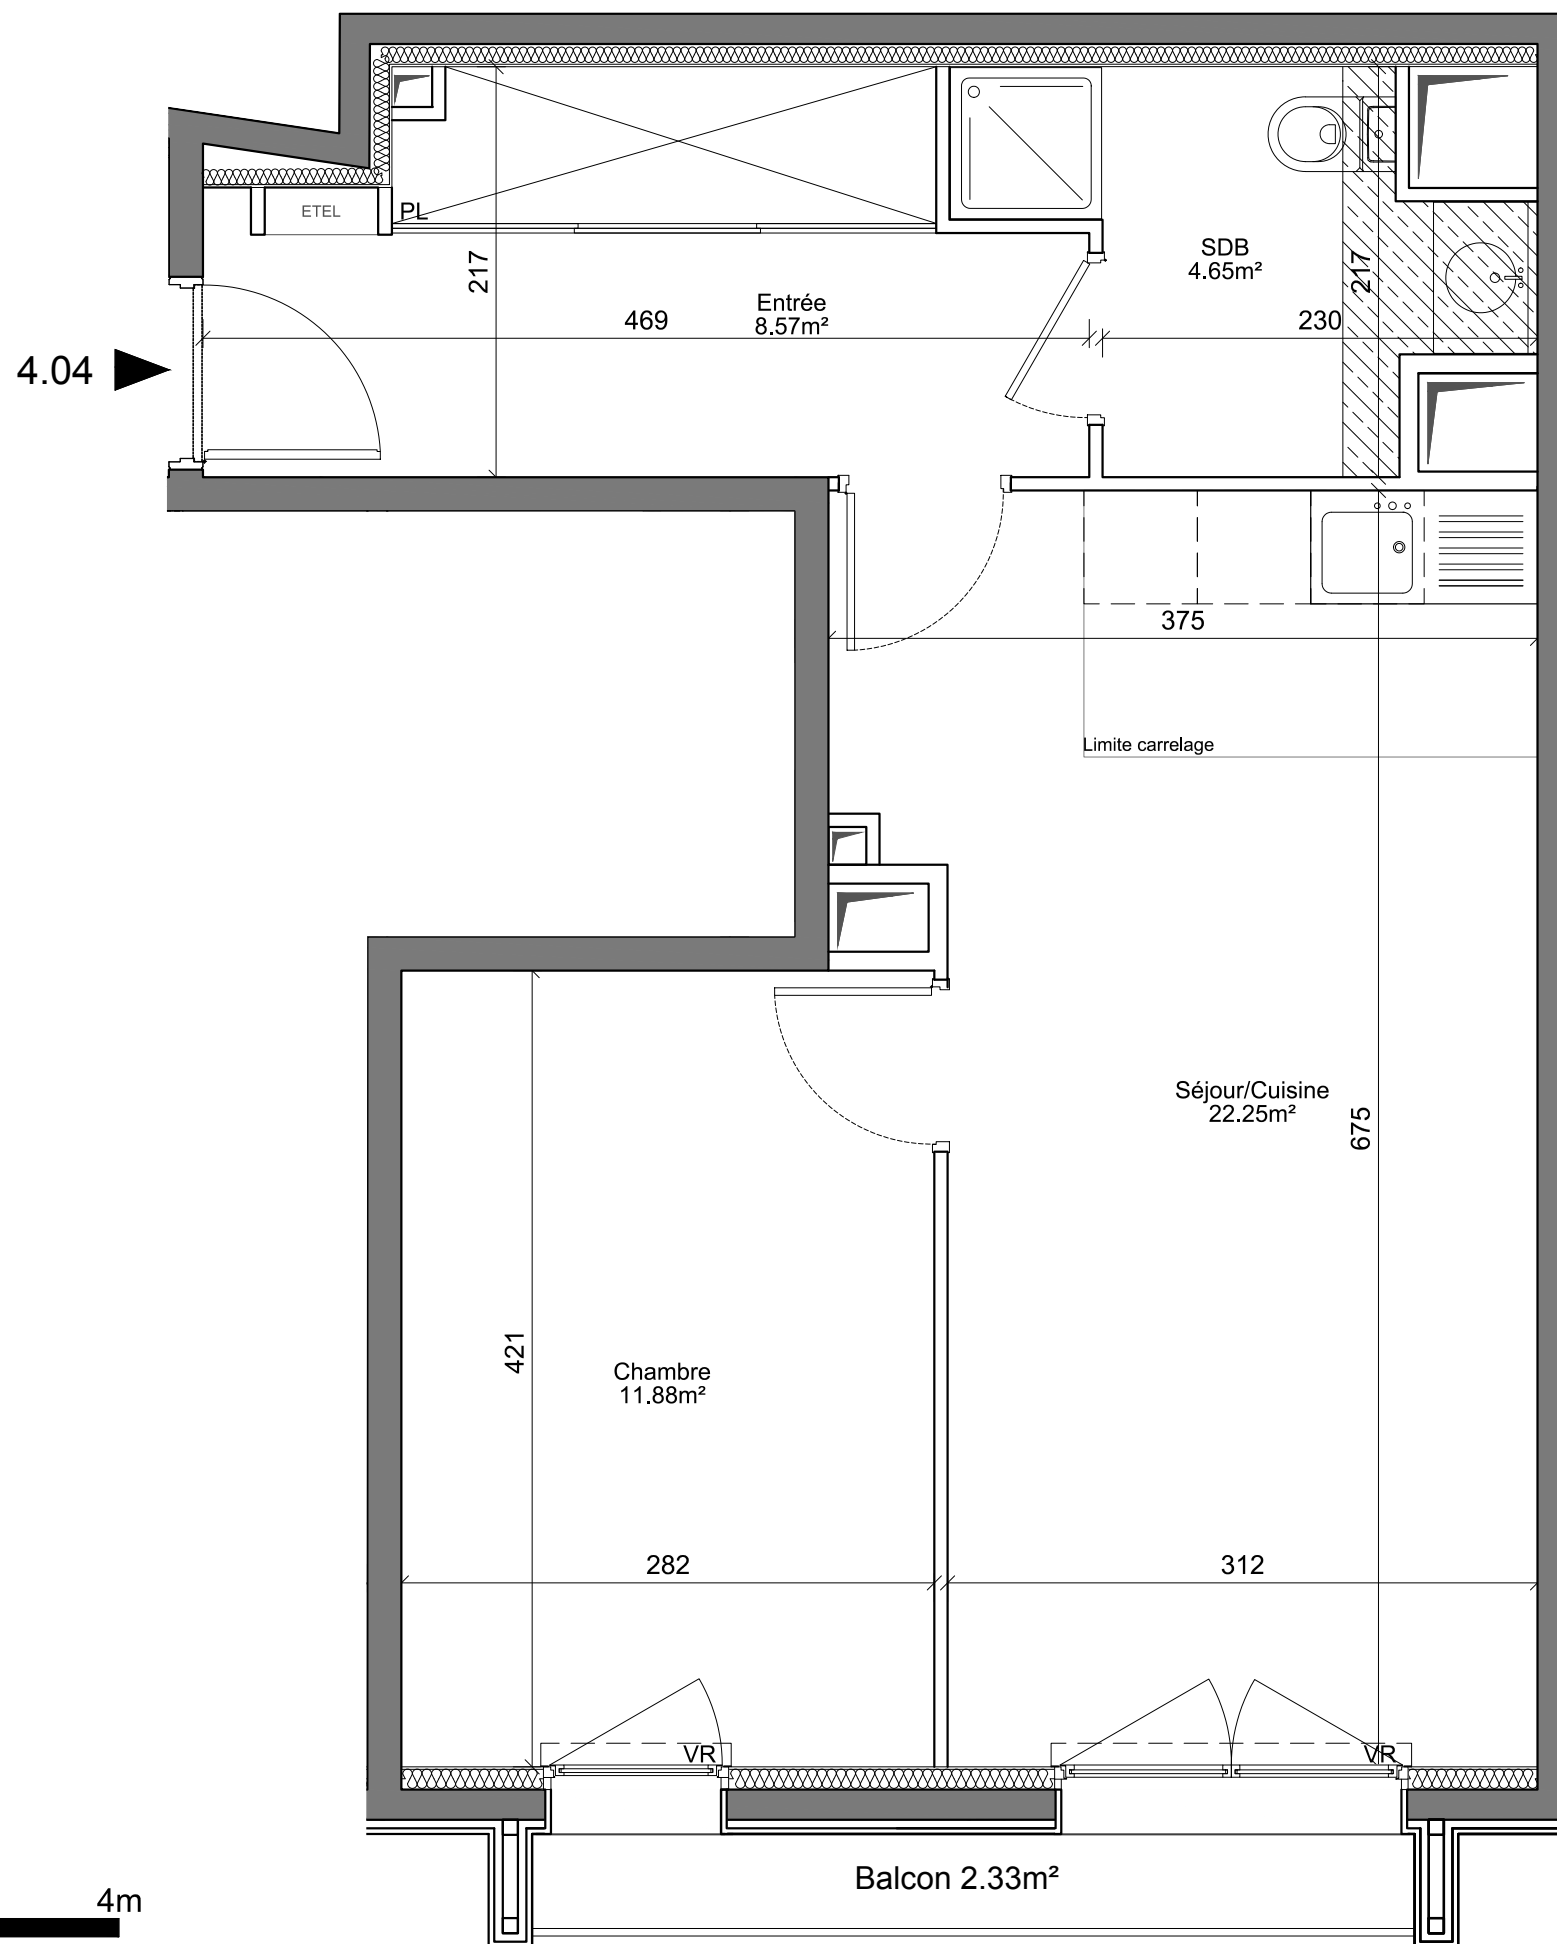 ETEL
PL
217
SDB
4.65m²
217
Entrée
8.57m²
469
230
4.04
375
Limite carrelage
Séjour/Cuisine
22.25m²
675
421
Chambre
11.88m²
282
312
VR
VR
Balcon 2.33m²
4m